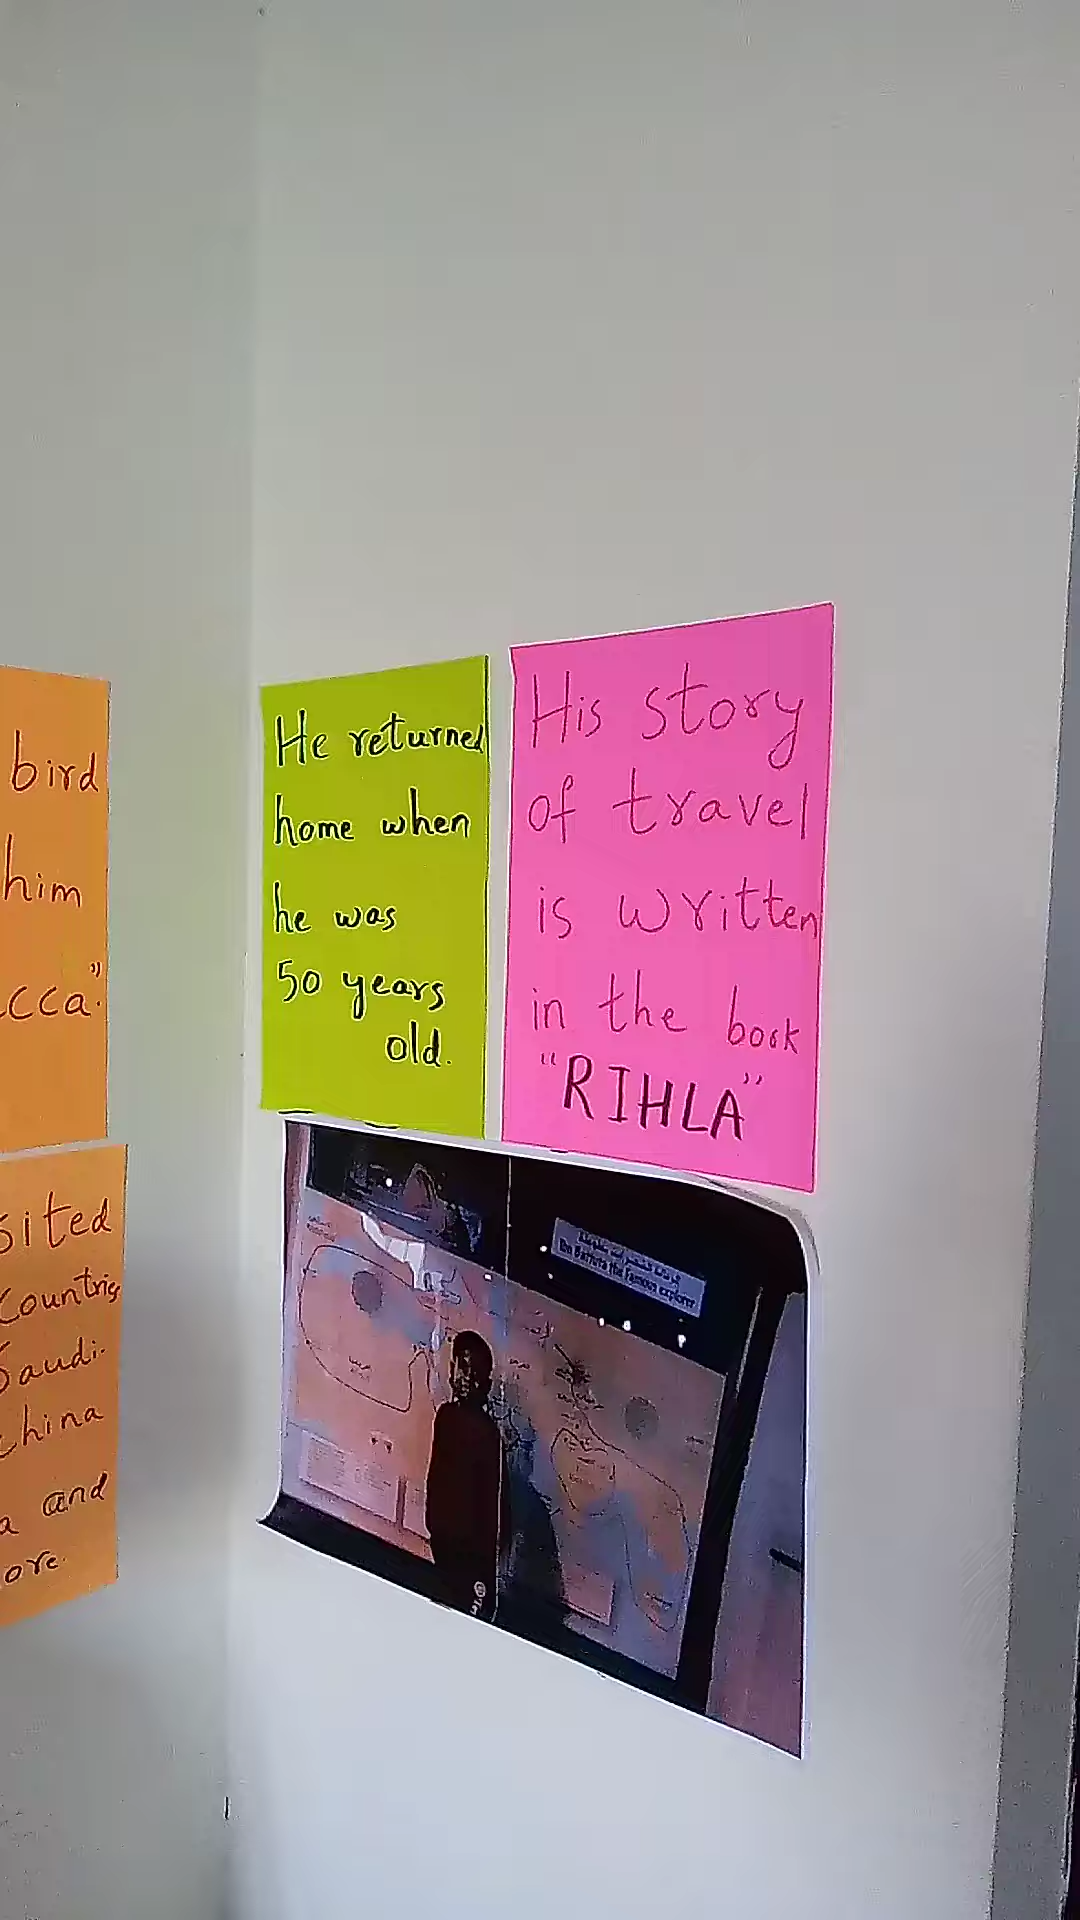 bird
him
cca."
sited
Countries
Saudi.
China
a and
ore.
He returned
home when
he was
50 years
old.
His story
of travel
is written
in the book
"RIHLA"
Ibn Battuta the Famous explorer